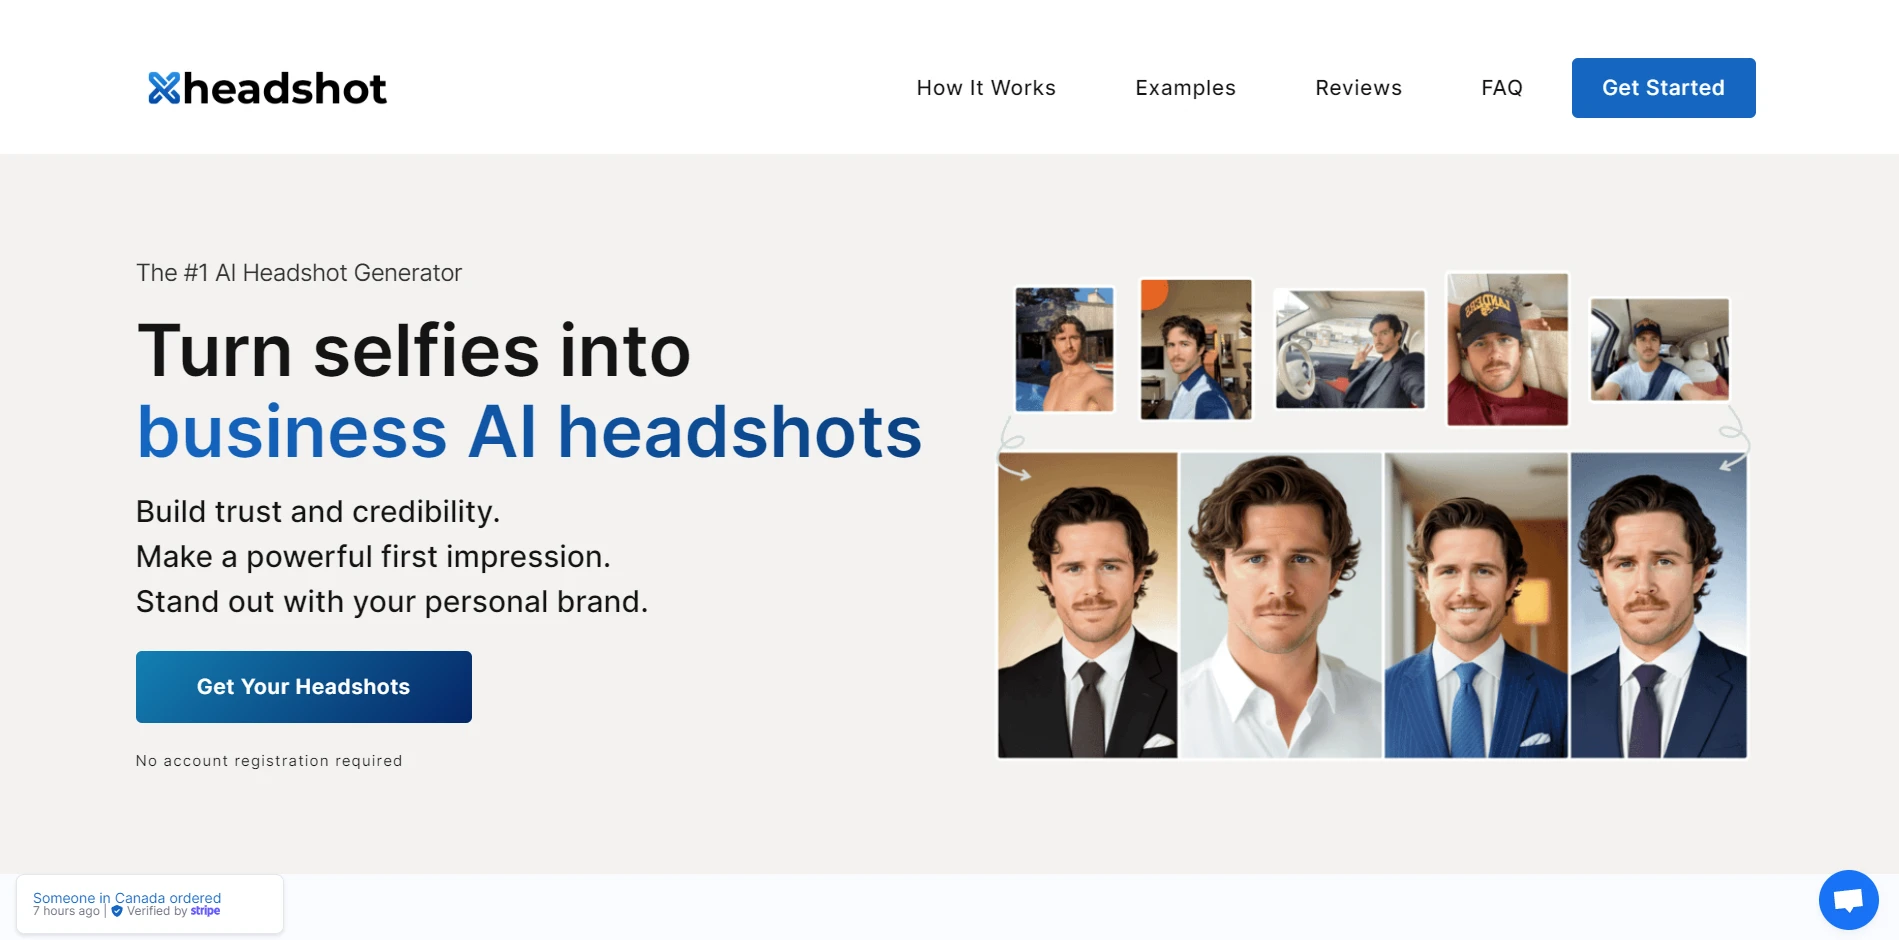 headshot
How It Works
Examples
Reviews
FAQ
Get Started
The #1 AI Headshot Generator
Turn selfies into
business AI headshots
Build trust and credibility.
Make a powerful first impression.
Stand out with your personal brand.
Get Your Headshots
No account registration required
LANDERS
Someone in Canada ordered
7 hours ago | Verified by stripe